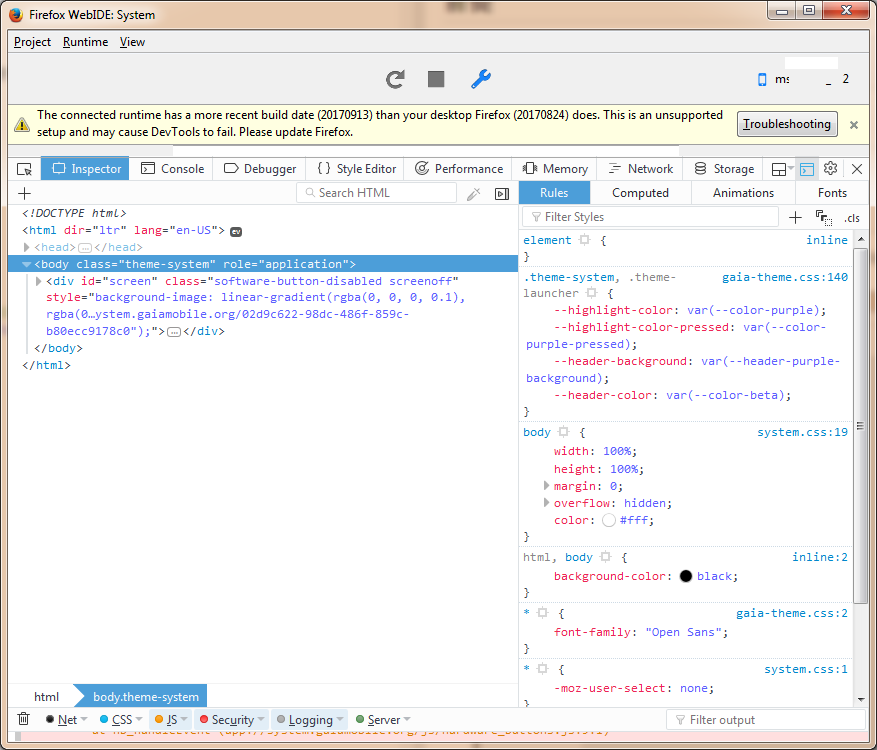 Firefox WebIDE: System
Project Runtime View
ms _ 2
The connected runtime has a more recent build date (20170913) than your desktop Firefox (20170824) does. This is an unsupported
setup and may cause DevTools to fail. Please update Firefox.
Troubleshooting
Inspector Console Debugger {} Style Editor Performance Memory Network Storage
+ Search HTML
<!DOCTYPE html>
<html dir="ltr" lang="en-US"> ev
<head>…</head>
<body class="theme-system" role="application">
<div id="screen" class="software-button-disabled screenoff"
style="background-image: linear-gradient(rgba(0, 0, 0, 0.1),
rgba(0…ystem.gaiamobile.org/02d9c622-98dc-486f-859c-
b80ecc9178c0");">…</div>
</body>
</html>
html body.theme-system
Rules Computed Animations Fonts
Filter Styles + .cls
element { inline
}
.theme-system, .theme- gaia-theme.css:140
launcher {
--highlight-color: var(--color-purple);
--highlight-color-pressed: var(--color-
purple-pressed);
--header-background: var(--header-purple-
background);
--header-color: var(--color-beta);
}
body { system.css:19
width: 100%;
height: 100%;
margin: 0;
overflow: hidden;
color: #fff;
}
html, body { inline:2
background-color: black;
}
* { gaia-theme.css:2
font-family: "Open Sans";
}
* { system.css:1
-moz-user-select: none;
}
Net CSS JS Security Logging Server Filter output
at hb_handleEvent (app://system.gaiamobile.org/js/hardware_buttons.js:9:1)